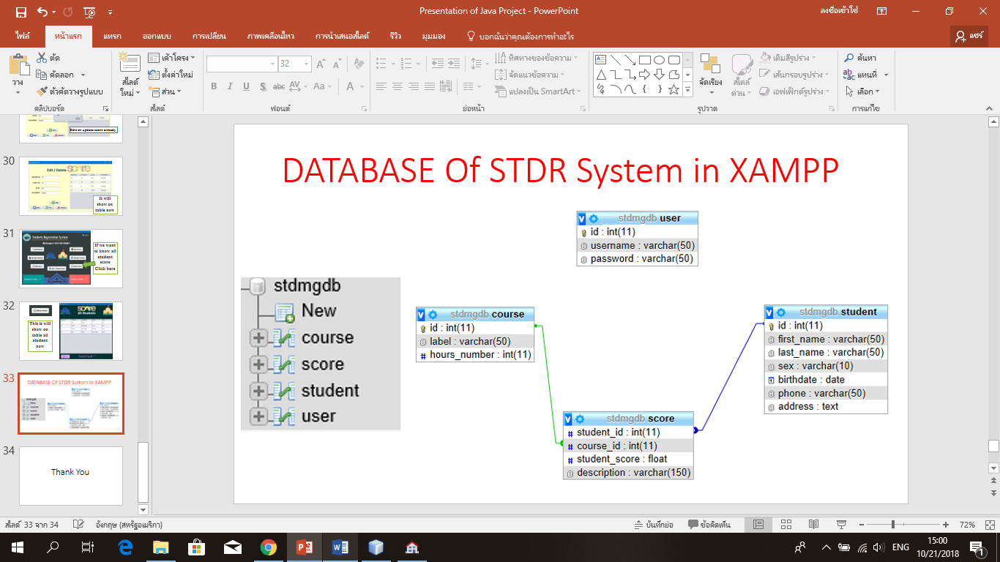 Presentation of Java Project - PowerPoint
ลงชื่อเข้าใช้
ไฟล์ หน้าแรก แทรก ออกแบบ การเปลี่ยน ภาพเคลื่อนไหว การนำเสนอสไลด์ รีวิว มุมมอง บอกฉันว่าคุณต้องการทำอะไร แชร์
วาง
ตัด
คัดลอก
ตัวคัดวางรูปแบบ
คลิปบอร์ด
สไลด์
ใหม่
เค้าโครง
ตั้งค่าใหม่
ส่วน
สไลด์
32
B I U S abc AV Aa A
ฟอนต์
ทิศทางของข้อความ
จัดแนวข้อความ
แปลงเป็น SmartArt
ย่อหน้า
จัดเรียง
สไตล์
ด่วน
เติมสีรูปร่าง
เส้นกรอบรูปร่าง
เอฟเฟ็กต์รูปร่าง
รูปวาด
ค้นหา
แทนที่
เลือก
การแก้ไข
Edit or update score already
30
Edit / Delete score
It will
show on
table now
31
Students Registration System
If we want
to know all
student
score
Click here
32
score
All Students
This is will
show on
table all
student
now
33
DATABASE Of STDR System in XAMPP
34
Thank You
DATABASE Of STDR System in XAMPP
stdmgdb
New
course
score
student
user
stdmgdb user
id : int(11)
username : varchar(50)
password : varchar(50)
stdmgdb course
id : int(11)
label : varchar(50)
hours_number : int(11)
stdmgdb student
id : int(11)
first_name : varchar(50)
last_name : varchar(50)
sex : varchar(10)
birthdate : date
phone : varchar(50)
address : text
stdmgdb score
student_id : int(11)
course_id : int(11)
student_score : float
description : varchar(150)
สไลด์ 33 จาก 34 อังกฤษ (สหรัฐอเมริกา) บันทึกย่อ ข้อคิดเห็น 72%
ENG
15:00
10/21/2018
1